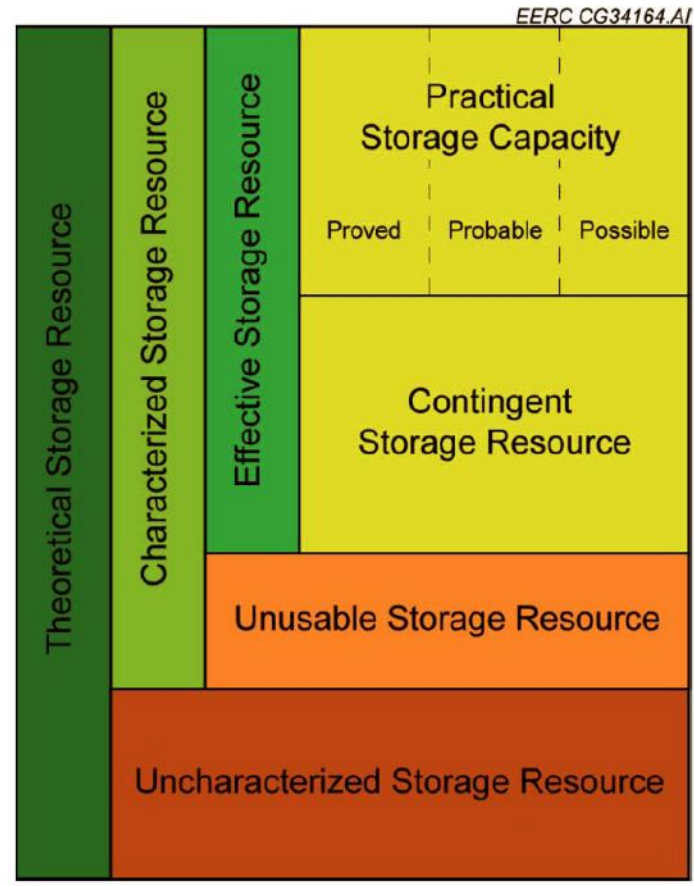 EERC CG34164.AI
Theoretical Storage Resource
Characterized Storage Resource
Effective Storage Resource
Practical
Storage Capacity
Proved
Probable
Possible
Contingent
Storage Resource
Unusable Storage Resource
Uncharacterized Storage Resource